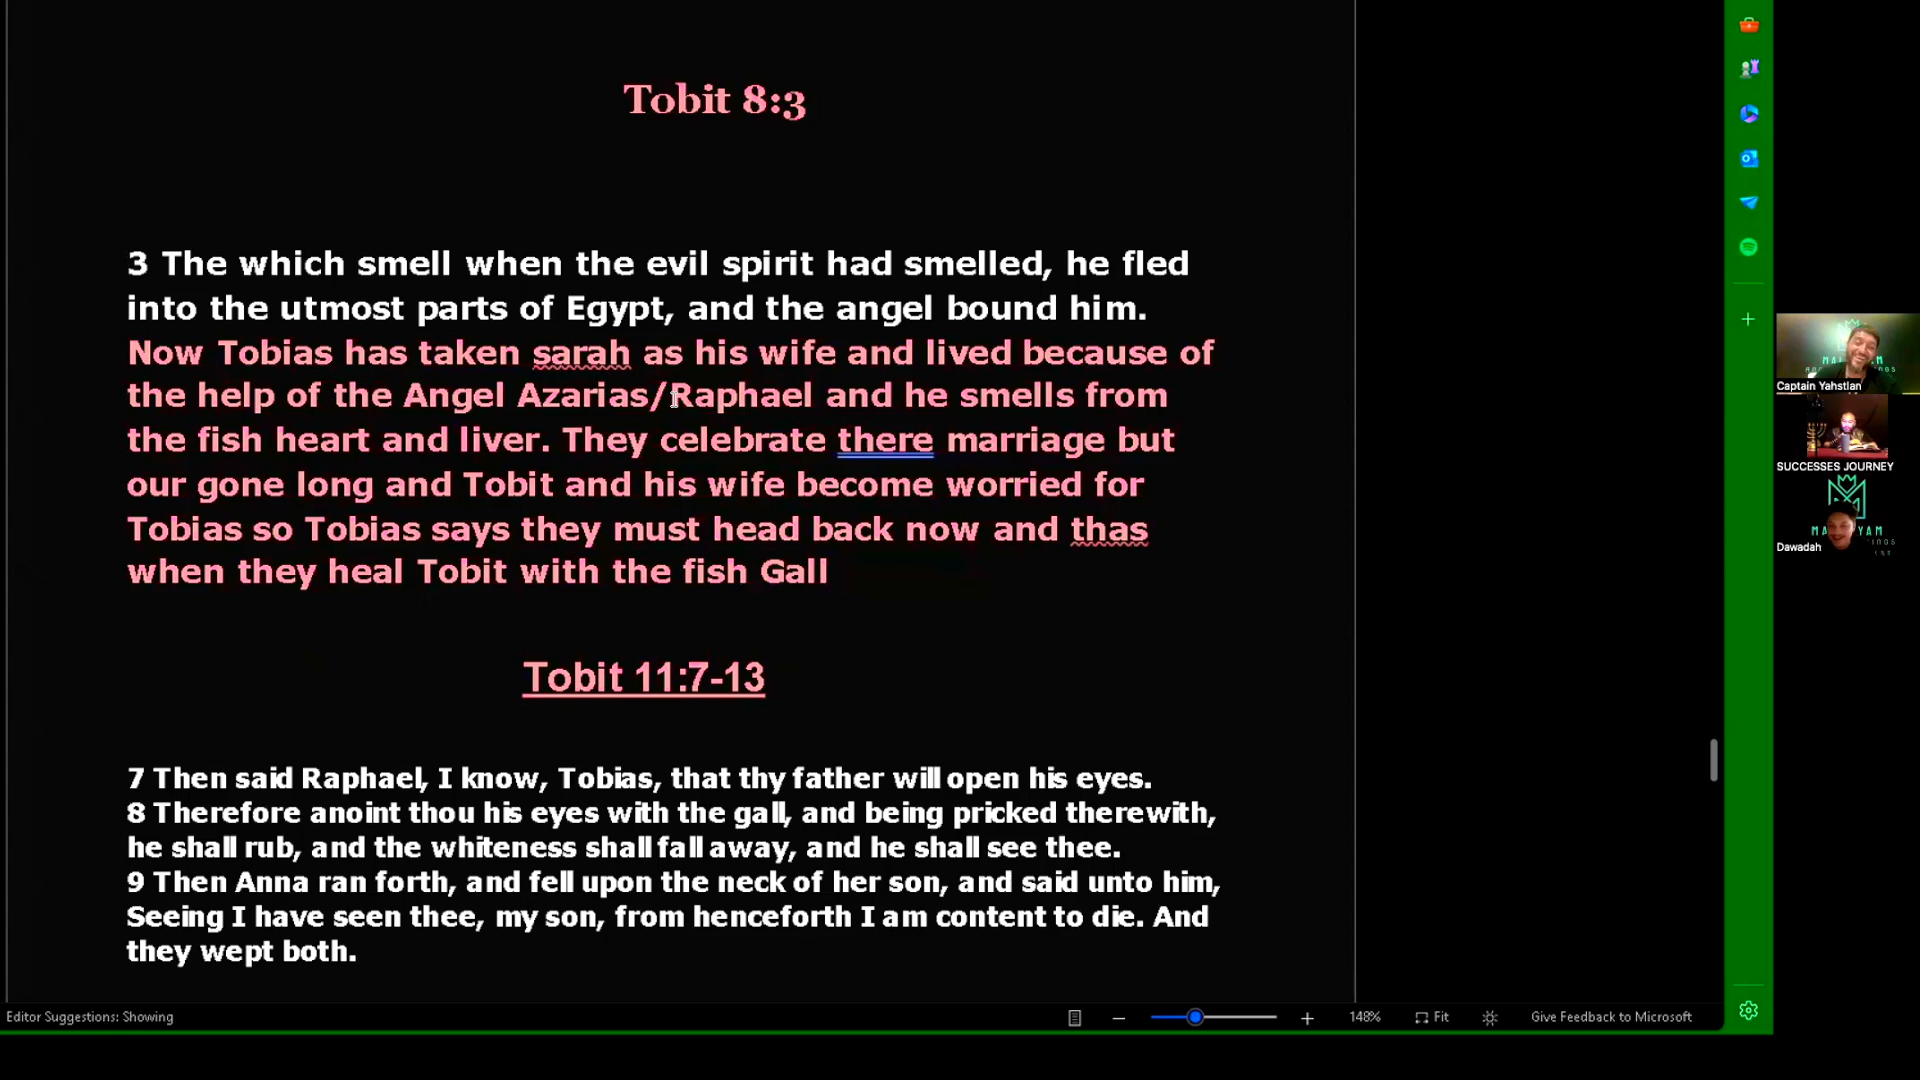 Tobit 8:3
3 The which smell when the evil spirit had smelled, he fled
into the utmost parts of Egypt, and the angel bound him.
Now Tobias has taken sarah as his wife and lived because of
the help of the Angel Azarias/Raphael and he smells from
the fish heart and liver. They celebrate there marriage but
our gone long and Tobit and his wife become worried for
Tobias so Tobias says they must head back now and thas
when they heal Tobit with the fish Gall
Tobit 11:7-13
7 Then said Raphael, I know, Tobias, that thy father will open his eyes.
8 Therefore anoint thou his eyes with the gall, and being pricked therewith,
he shall rub, and the whiteness shall fall away, and he shall see thee.
9 Then Anna ran forth, and fell upon the neck of her son, and said unto him,
Seeing I have seen thee, my son, from henceforth I am content to die. And
they wept both.
Editor Suggestions: Showing
148%
Fit
Give Feedback to Microsoft
Captain Yahstlan
SUCCESSES JOURNEY
Dawadah